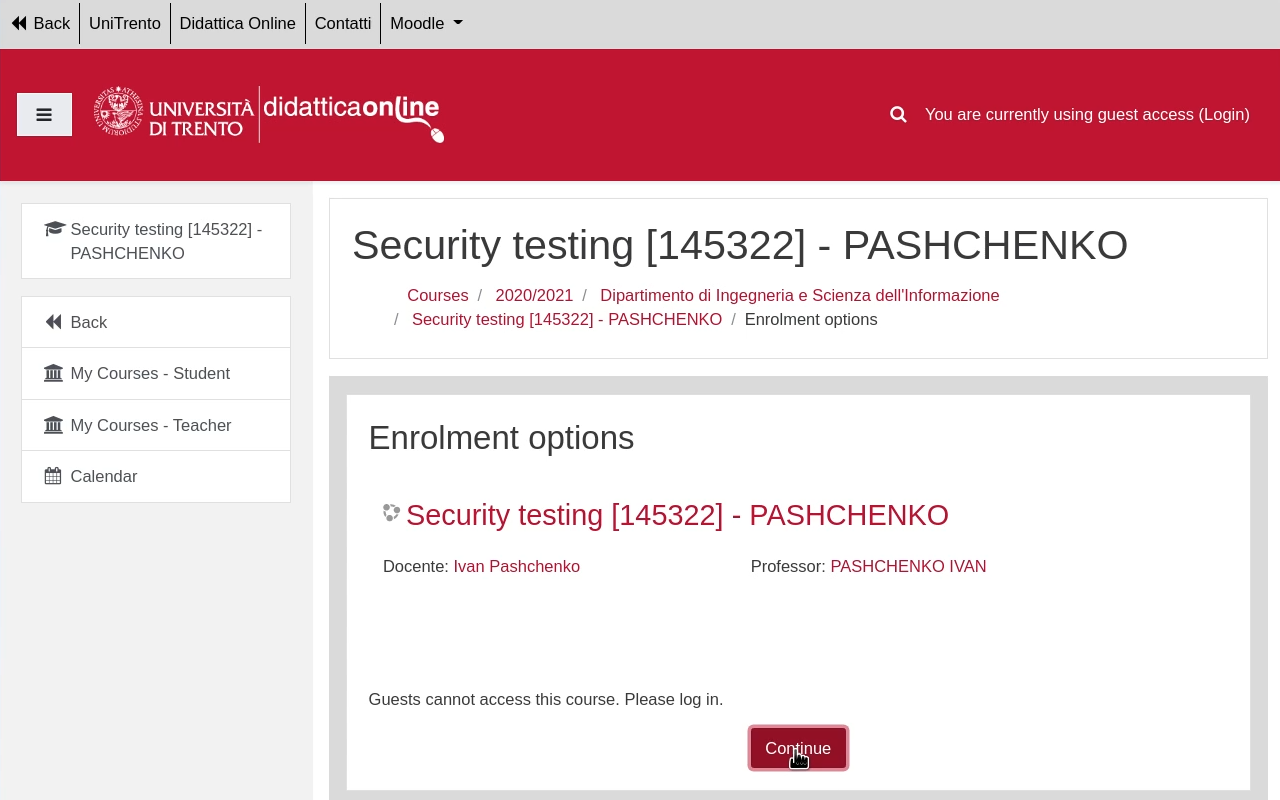 Back
UniTrento
Didattica Online
Contatti
Moodle
UNIVERSITÀ
DI TRENTO
didatticaonline
You are currently using guest access (Login)
Security testing [145322] -
PASHCHENKO
Back
My Courses - Student
My Courses - Teacher
Calendar
Security testing [145322] - PASHCHENKO
Courses / 2020/2021 / Dipartimento di Ingegneria e Scienza dell'Informazione
/ Security testing [145322] - PASHCHENKO / Enrolment options
Enrolment options
Security testing [145322] - PASHCHENKO
Docente: Ivan Pashchenko
Professor: PASHCHENKO IVAN
Guests cannot access this course. Please log in.
Continue